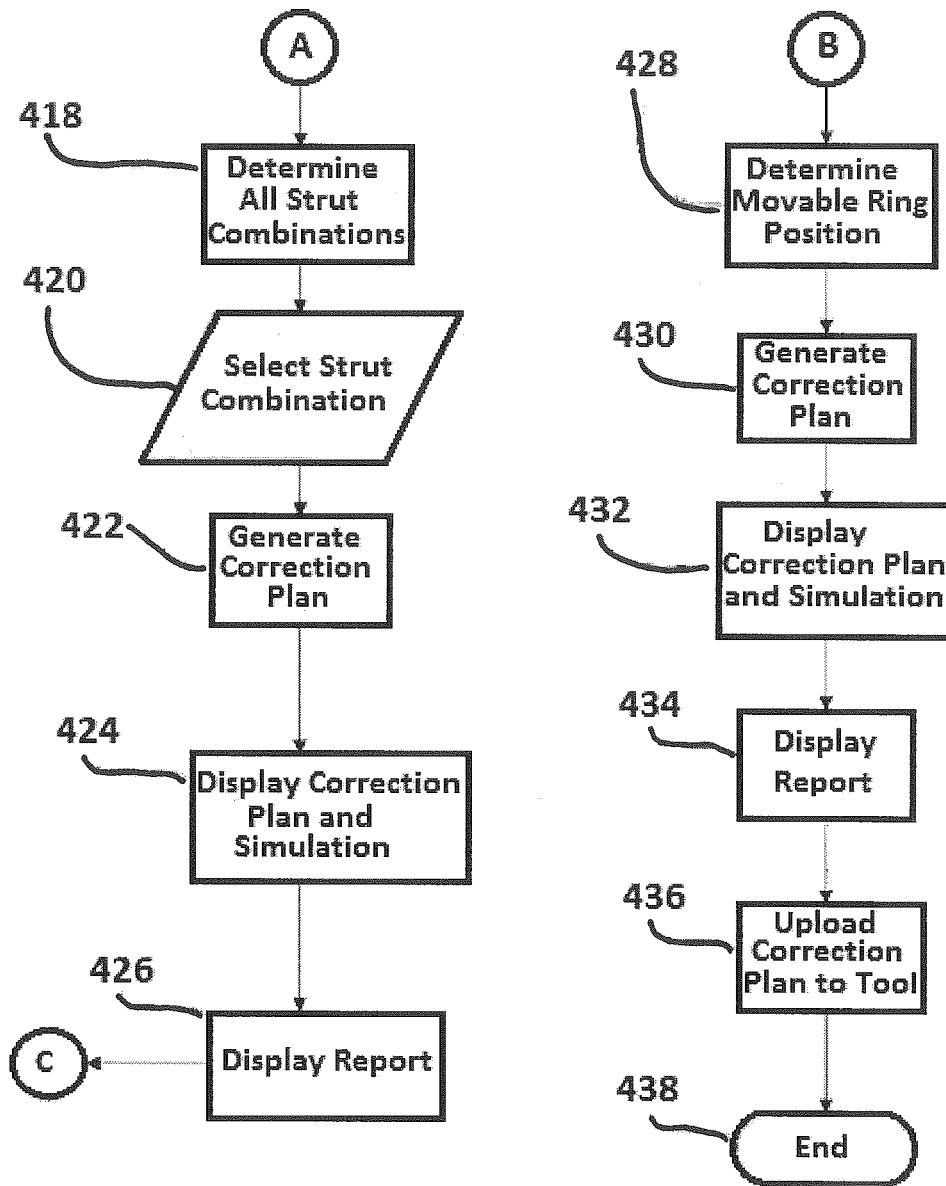 A
418
Determine
All Strut
Combinations
420
Select Strut
Combination
422
Generate
Correction
Plan
424
Display Correction
Plan and
Simulation
426
Display Report
C
B
428
Determine
Movable Ring
Position
430
Generate
Correction
Plan
432
Display
Correction Plan
and Simulation
434
Display
Report
436
Upload
Correction
Plan to Tool
438
End